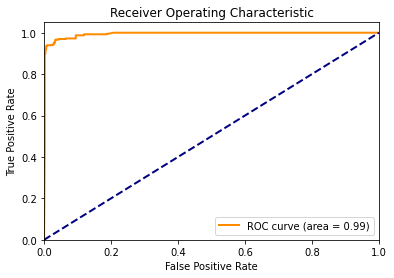 Receiver Operating Characteristic
1.0
0.8
0.6
0.4
0.2
0.0
True Positive Rate
ROC curve (area = 0.99)
0.0 0.2 0.4 0.6 0.8 1.0
False Positive Rate